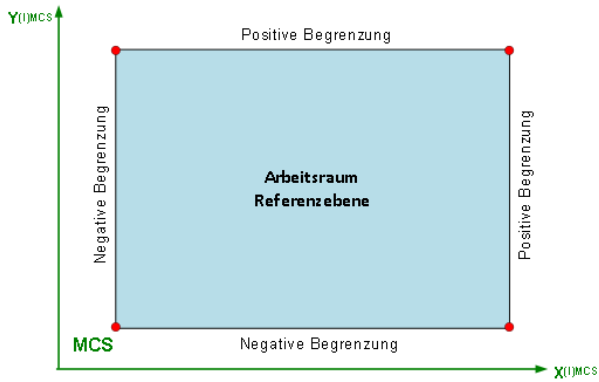 Y(I)MCS
Positive Begrenzung
Negative Begrenzung
Arbeitsraum
Referenzebene
Positive Begrenzung
MCS
Negative Begrenzung
X(I)MCS